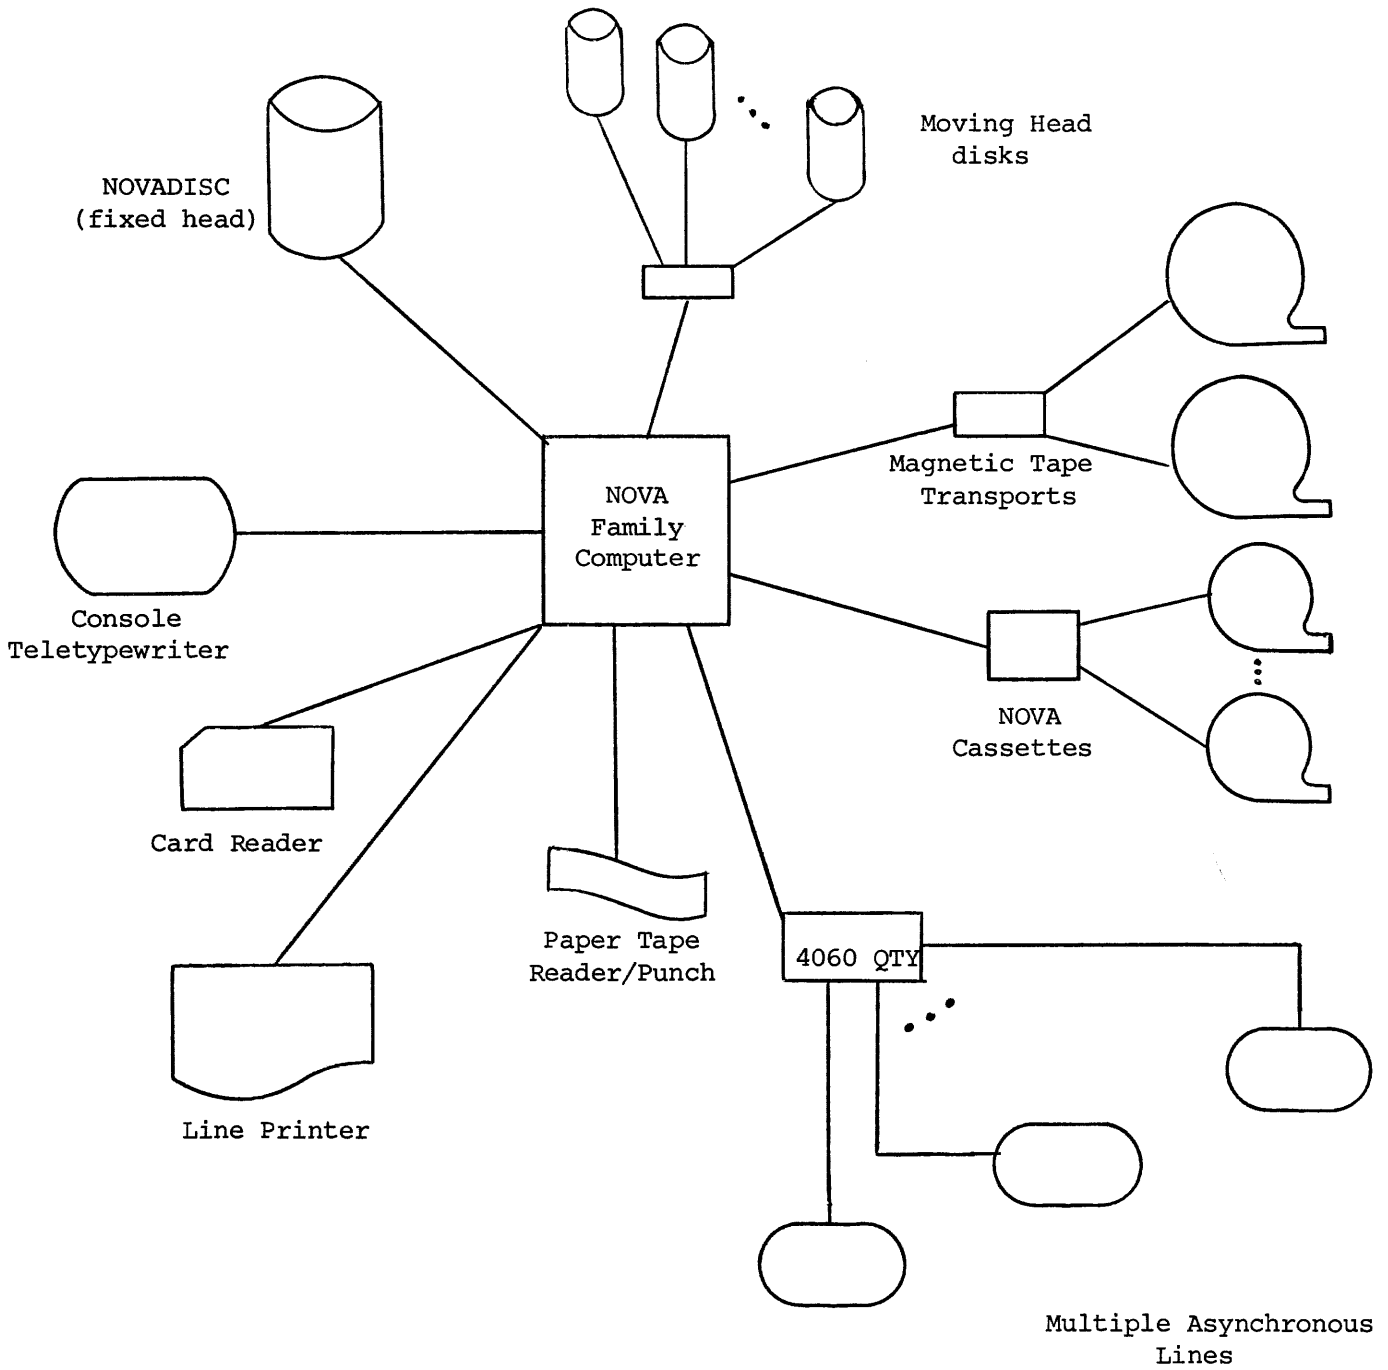 Moving Head
disks
NOVADISC
(fixed head)
Magnetic Tape
Transports
NOVA
Family
Computer
Console
Teletypewriter
NOVA
Cassettes
Card Reader
Paper Tape
Reader/Punch
4060 QTY
Line Printer
Multiple Asynchronous
Lines